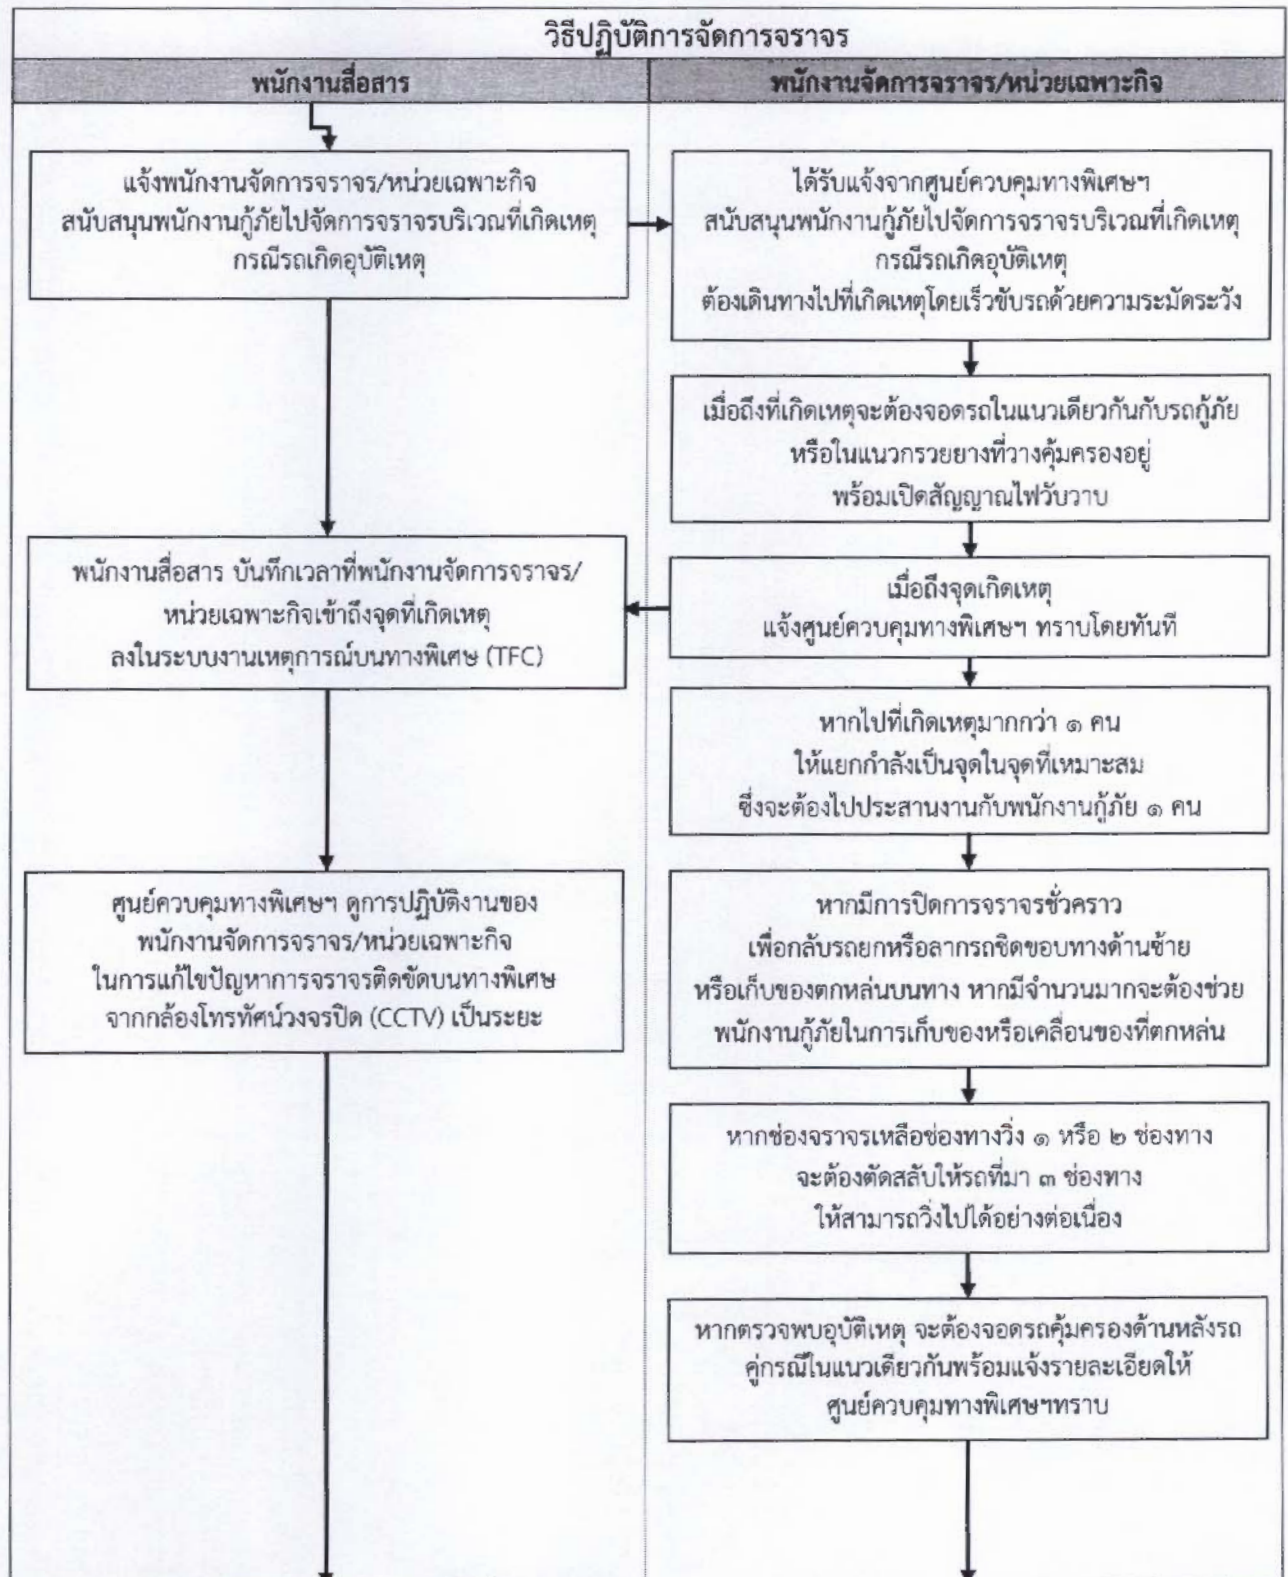 วิธีปฏิบัติการจัดการจราจร
พนักงานสื่อสาร
พนักงานจัดการจราจร/หน่วยเฉพาะกิจ
แจ้งพนักงานจัดการจราจร/หน่วยเฉพาะกิจ
สนับสนุนพนักงานกู้ภัยไปจัดการจราจรบริเวณที่เกิดเหตุ
กรณีรถเกิดอุบัติเหตุ
ได้รับแจ้งจากศูนย์ควบคุมทางพิเศษฯ
สนับสนุนพนักงานกู้ภัยไปจัดการจราจรบริเวณที่เกิดเหตุ
กรณีรถเกิดอุบัติเหตุ
ต้องเดินทางไปที่เกิดเหตุโดยเร็วขับรถด้วยความระมัดระวัง
เมื่อถึงที่เกิดเหตุจะต้องจอดรถในแนวเดียวกันกับรถกู้ภัย
หรือในแนวกรวยยางที่วางคุ้มครองอยู่
พร้อมเปิดสัญญาณไฟวับวาบ
พนักงานสื่อสาร บันทึกเวลาที่พนักงานจัดการจราจร/
หน่วยเฉพาะกิจเข้าถึงจุดที่เกิดเหตุ
ลงในระบบงานเหตุการณ์บนทางพิเศษ (TFC)
เมื่อถึงจุดเกิดเหตุ
แจ้งศูนย์ควบคุมทางพิเศษฯ ทราบโดยทันที
หากไปที่เกิดเหตุมากกว่า ๑ คน
ให้แยกกำลังเป็นจุดในจุดที่เหมาะสม
ซึ่งจะต้องไปประสานงานกับพนักงานกู้ภัย ๑ คน
ศูนย์ควบคุมทางพิเศษฯ ดูการปฏิบัติงานของ
พนักงานจัดการจราจร/หน่วยเฉพาะกิจ
ในการแก้ไขปัญหาการจราจรติดขัดบนทางพิเศษ
จากกล้องโทรทัศน์วงจรปิด (CCTV) เป็นระยะ
หากมีการปิดการจราจรชั่วคราว
เพื่อกลับรถยกหรือลากรถชิดขอบทางด้านซ้าย
หรือเก็บของตกหล่นบนทาง หากมีจำนวนมากจะต้องช่วย
พนักงานกู้ภัยในการเก็บของหรือเคลื่อนของที่ตกหล่น
หากช่องจราจรเหลือช่องทางวิ่ง ๑ หรือ ๒ ช่องทาง
จะต้องตัดสลับให้รถที่มา ๓ ช่องทาง
ให้สามารถวิ่งไปได้อย่างต่อเนื่อง
หากตรวจพบอุบัติเหตุ จะต้องจอดรถคุ้มครองด้านหลังรถ
คู่กรณีในแนวเดียวกันพร้อมแจ้งรายละเอียดให้
ศูนย์ควบคุมทางพิเศษฯทราบ